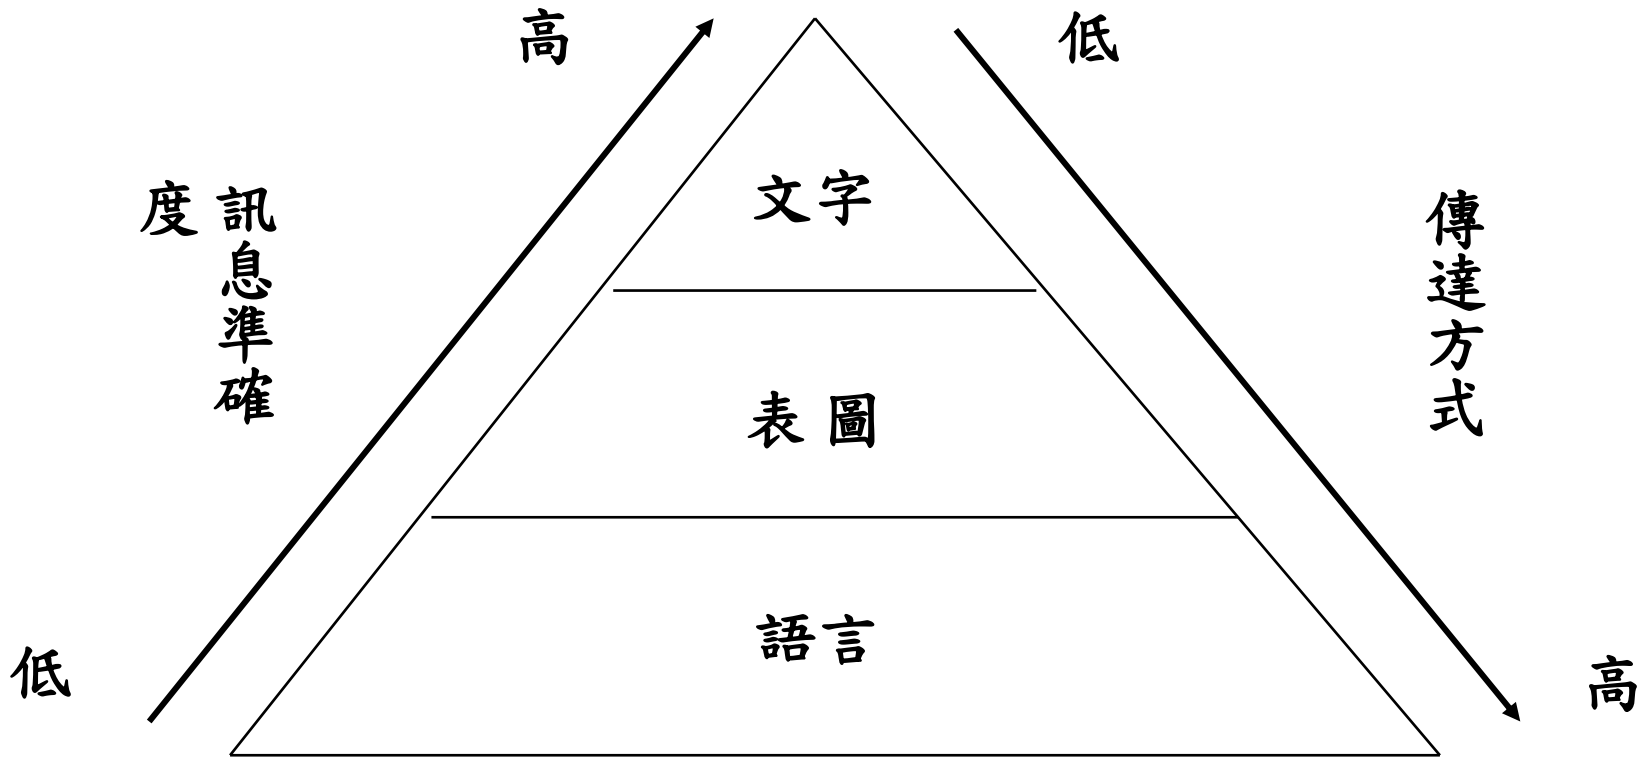 高
低
訊息準確
度
文字
傳達方式
表圖
語言
低
高